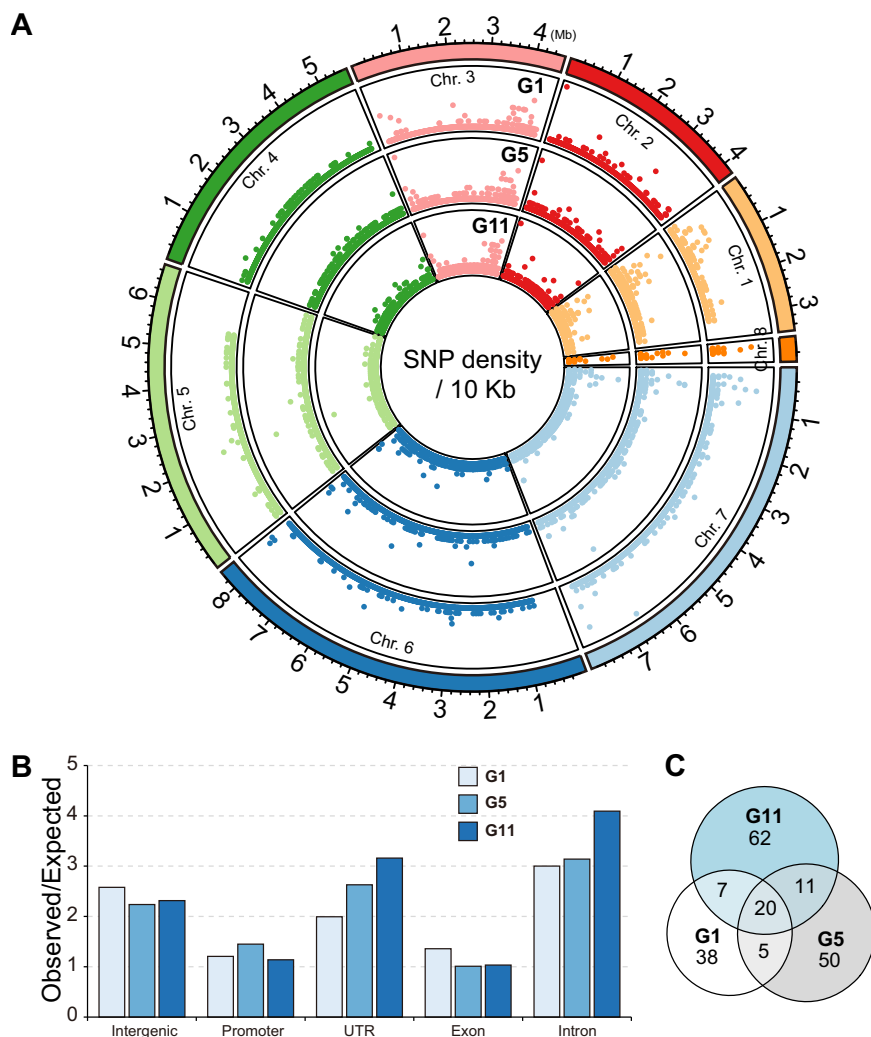 A
1 2 3 4 (Mb)
Chr. 3
G1
G5
G11
1 2 3 4
Chr. 2
1 2 3
Chr. 1
Chr. 8
1 2 3 4 5 6 7
Chr. 7
1 2 3 4 5 6 7 8
Chr. 6
1 2 3 4 5 6
Chr. 5
1 2 3 4 5
Chr. 4
SNP density
/ 10 Kb
B
Observed/Expected
5
4
3
2
1
0
G1
G5
G11
Intergenic Promoter UTR Exon Intron
C
G11
62
7
11
20
G1
38
5
G5
50